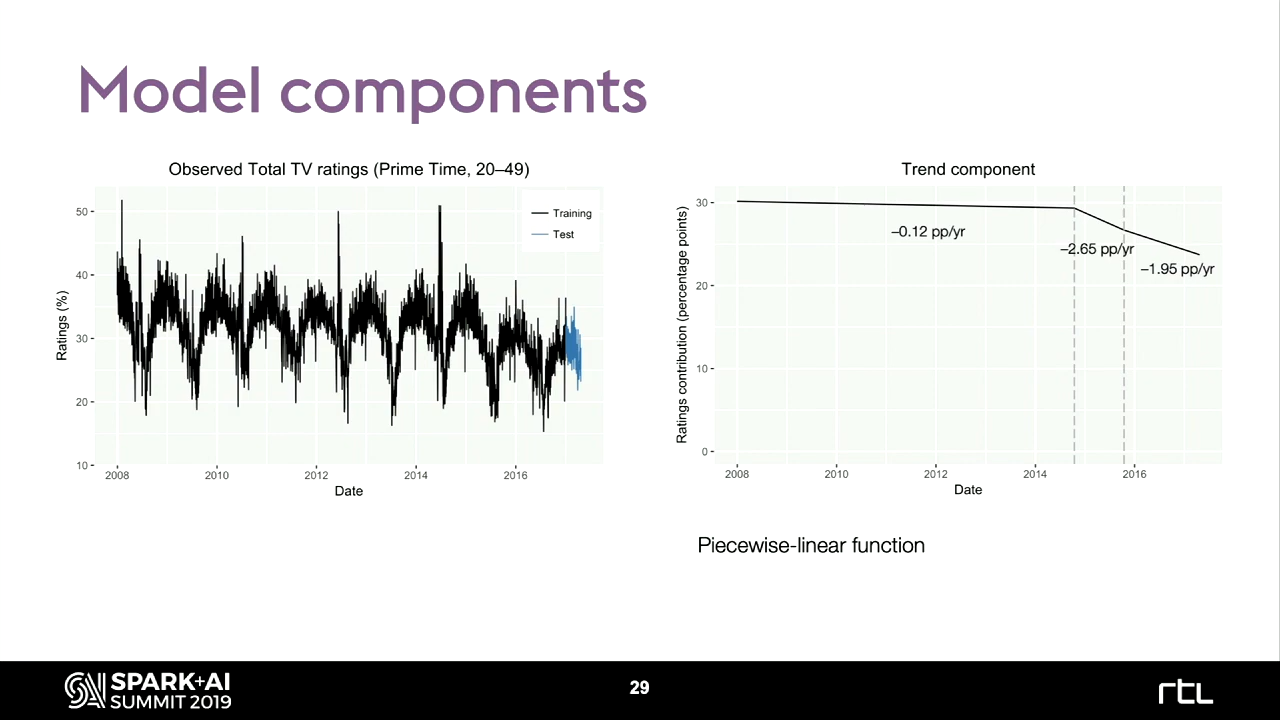 Model components
Observed Total TV ratings (Prime Time, 20–49)
Ratings (%)
50
40
30
20
10
2008
2010
2012
2014
2016
Date
Training
Test
Trend component
Ratings contribution (percentage points)
30
20
10
0
2008
2010
2012
2014
2016
Date
–0.12 pp/yr
–2.65 pp/yr
–1.95 pp/yr
Piecewise-linear function
SPARK+AI
SUMMIT 2019
29
rtl